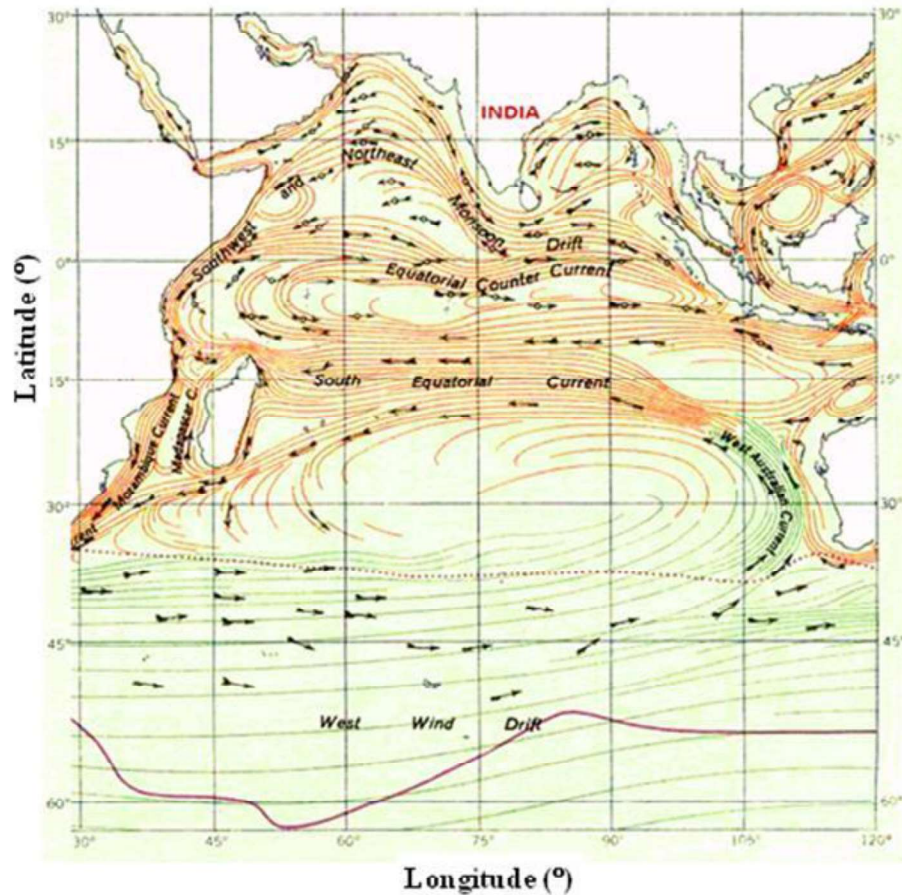 30°
30°
INDIA
15°
15°
Northeast
and
Monsoon
Southwest
Drift
0°
0°
Equatorial Counter Current
15°
15°
South Equatorial Current
Mozambique Current
Madagascar C.
West Australian Current
30°
30°
45°
45°
West Wind Drift
60°
60°
30°
45°
60°
75°
90°
105°
120°
Latitude (º)
Longitude (º)